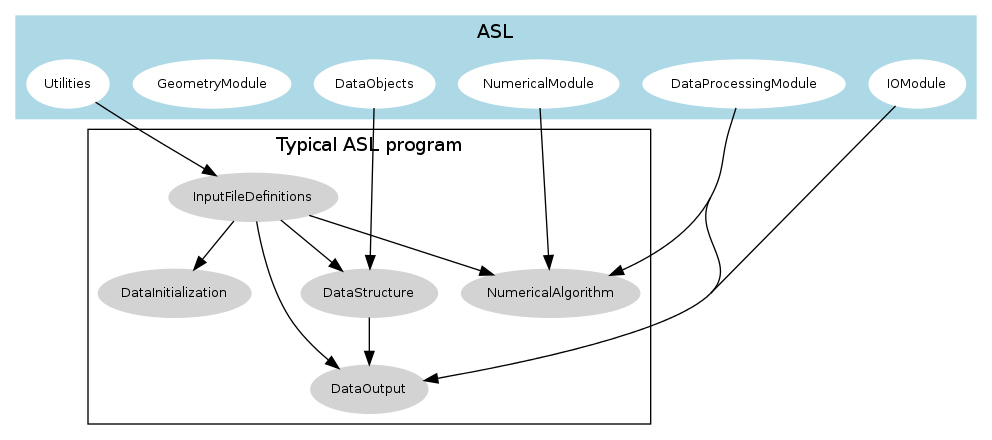 ASL
Utilities
GeometryModule
DataObjects
NumericalModule
DataProcessingModule
IOModule
Typical ASL program
InputFileDefinitions
DataInitialization
DataStructure
NumericalAlgorithm
DataOutput